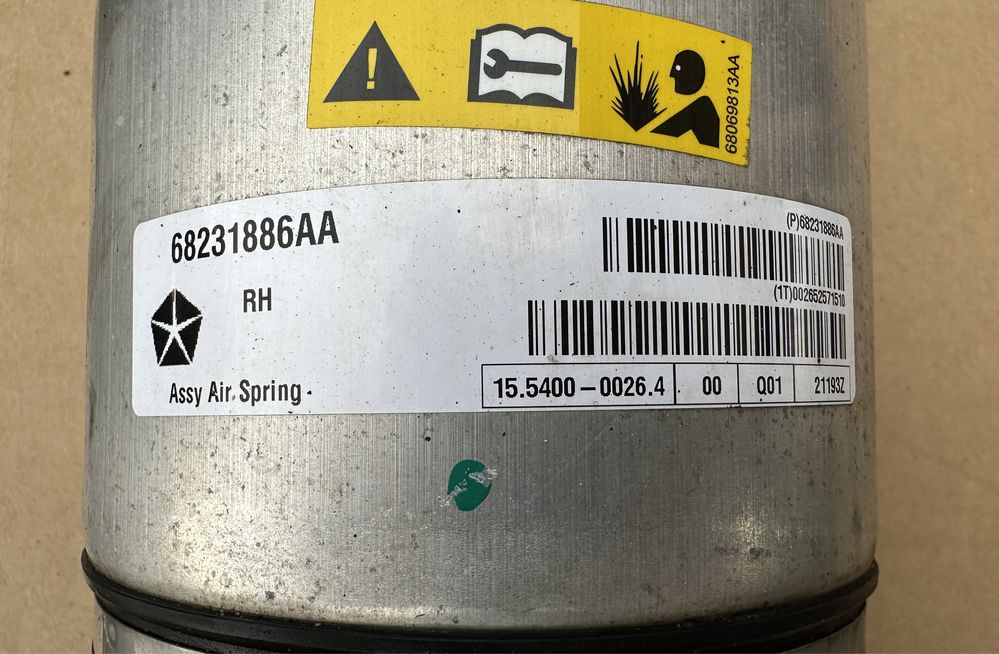 68069813AA
68231886AA
(P)68231886AA
RH
(1T)002652571510
Assy Air Spring
15.5400-0026.4 00 Q01 21193Z